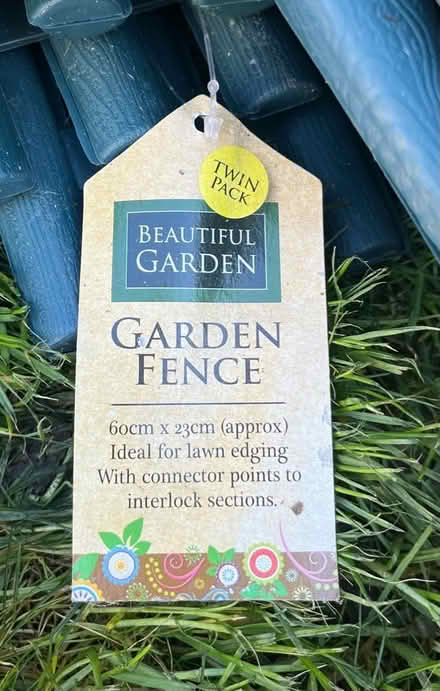 TWIN
PACK
BEAUTIFUL
GARDEN
GARDEN
FENCE
60cm x 23cm (approx)
Ideal for lawn edging
With connector points to
interlock sections.